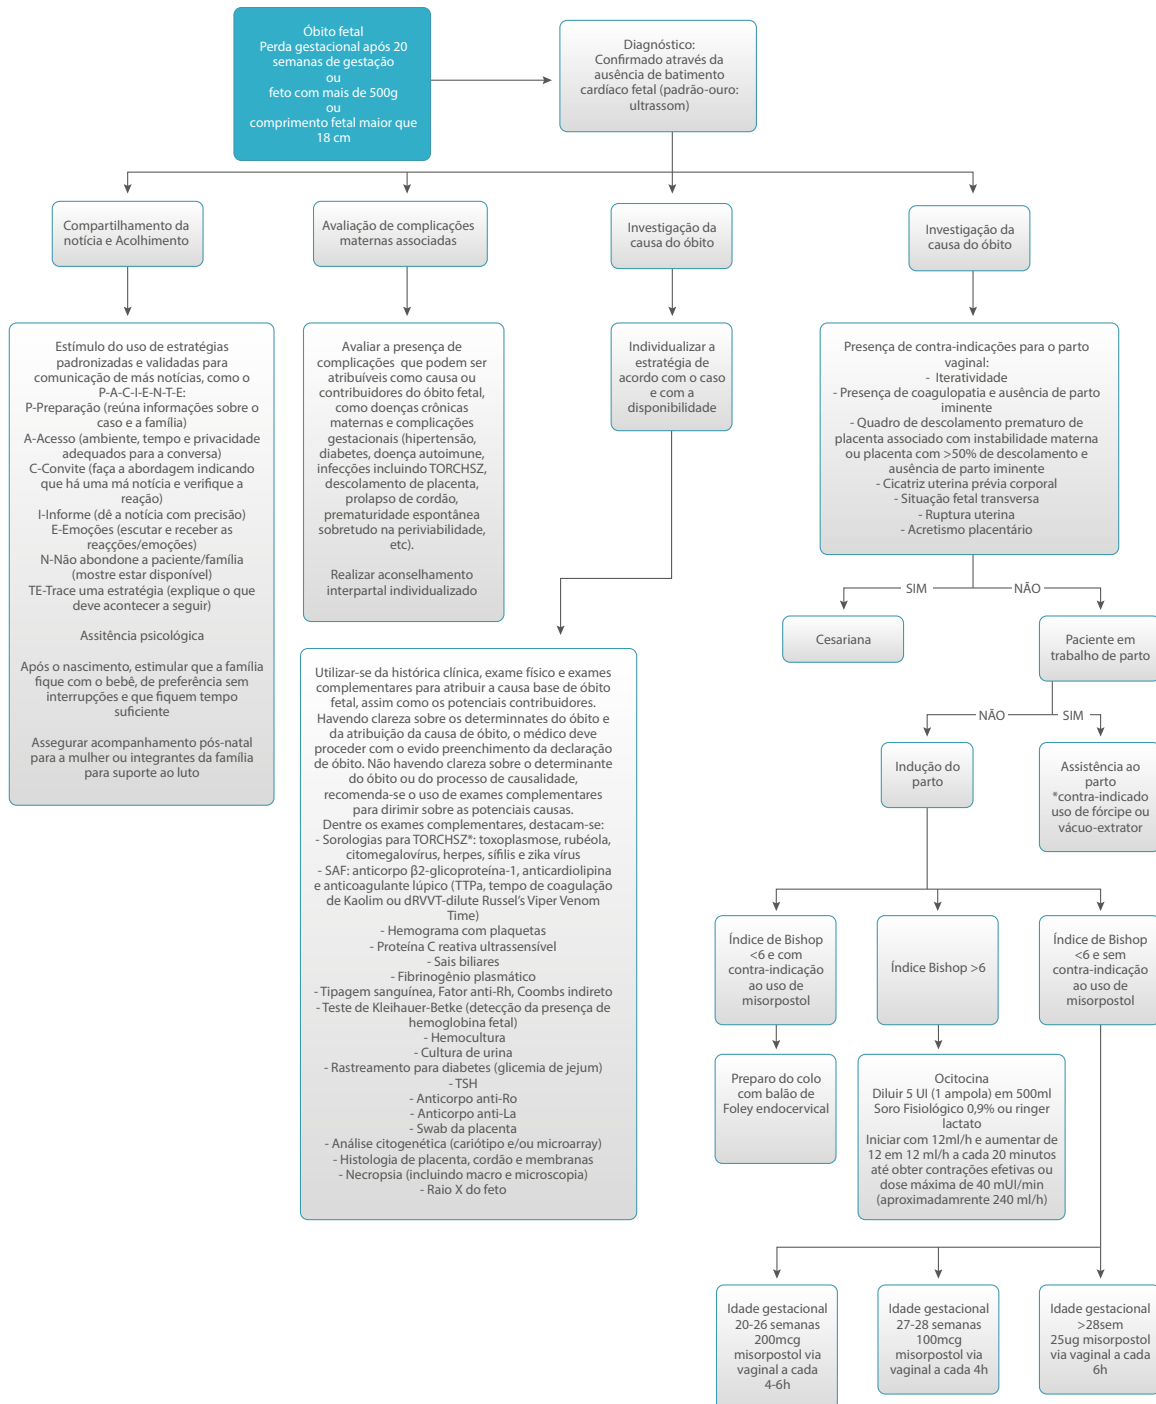 Óbito fetal
Perda gestacional após 20
semanas de gestação
ou
feto com mais de 500g
ou
comprimento fetal maior que
18 cm
Diagnóstico:
Confirmado através da
ausência de batimento
cardíaco fetal (padrão-ouro:
ultrassom)
Compartilhamento da
notícia e Acolhimento
Avaliação de complicações
maternas associadas
Investigação da
causa do óbito
Investigação da
causa do óbito
Estímulo do uso de estratégias
padronizadas e validadas para
comunicação de más notícias, como o
P-A-C-I-E-N-T-E:
P-Preparação (reúna informações sobre o
caso e a família)
A-Acesso (ambiente, tempo e privacidade
adequados para a conversa)
C-Convite (faça a abordagem indicando
que há uma má notícia e verifique a
reação)
I-Informe (dê a notícia com precisão)
E-Emoções (escutar e receber as
reacções/emoções)
N-Não abondone a paciente/família
(mostre estar disponível)
TE-Trace uma estratégia (explique o que
deve acontecer a seguir)
Assitência psicológica
Após o nascimento, estimular que a família
fique com o bebê, de preferência sem
interrupções e que fiquem tempo
suficiente
Assegurar acompanhamento pós-natal
para a mulher ou integrantes da família
para suporte ao luto
Avaliar a presença de
complicações  que podem ser
atribuíveis como causa ou
contribuidores do óbito fetal,
como doenças crônicas
maternas e complicações
gestacionais (hipertensão,
diabetes, doença autoimune,
infecções incluindo TORCHSZ,
descolamento de placenta,
prolapso de cordão,
prematuridade espontânea
sobretudo na periviabilidade,
etc).
Realizar aconselhamento
interpartal individualizado
Individualizar a
estratégia de
acordo com o caso
e com a
disponibilidade
Presença de contra-indicações para o parto
vaginal:
- Iteratividade
- Presença de coagulopatia e ausência de parto
iminente
- Quadro de descolamento prematuro de
placenta associado com instabilidade materna
ou placenta com >50% de descolamento e
ausência de parto iminente
- Cicatriz uterina prévia corporal
- Situação fetal transversa
- Ruptura uterina
- Acretismo placentário
SIM
NÃO
Cesariana
Paciente em
trabalho de parto
NÃO
SIM
Indução do
parto
Assistência ao
parto
*contra-indicado
uso de fórcipe ou
vácuo-extrator
Utilizar-se da histórica clínica, exame físico e exames
complementares para atribuir a causa base de óbito
fetal, assim como os potenciais contribuidores.
Havendo clareza sobre os determinnates do óbito e
da atribuição da causa de óbito, o médico deve
proceder com o evido preenchimento da declaração
de óbito. Não havendo clareza sobre o determinante
do óbito ou do processo de causalidade,
recomenda-se o uso de exames complementares
para dirimir sobre as potenciais causas.
Dentre os exames complementares, destacam-se:
- Sorologias para TORCHSZ*: toxoplasmose, rubéola,
citomegalovírus, herpes, sífilis e zika vírus
- SAF: anticorpo β2-glicoproteína-1, anticardiolipina
e anticoagulante lúpico (TTPa, tempo de coagulação
de Kaolim ou dRVVT-dilute Russel's Viper Venom
Time)
- Hemograma com plaquetas
- Proteína C reativa ultrassensível
- Sais biliares
- Fibrinogênio plasmático
- Tipagem sanguínea, Fator anti-Rh, Coombs indireto
- Teste de Kleihauer-Betke (detecção da presença de
hemoglobina fetal)
- Hemocultura
- Cultura de urina
- Rastreamento para diabetes (glicemia de jejum)
- TSH
- Anticorpo anti-Ro
- Anticorpo anti-La
- Swab da placenta
- Análise citogenética (cariótipo e/ou microarray)
- Histologia de placenta, cordão e membranas
- Necropsia (incluindo macro e microscopia)
- Raio X do feto
Índice de Bishop
<6 e com
contra-indicação
ao uso de
misorpostol
Índice Bishop >6
Índice de Bishop
<6 e sem
contra-indicação
ao uso de
misorpostol
Preparo do colo
com balão de
Foley endocervical
Ocitocina
Diluir 5 UI (1 ampola) em 500ml
Soro Fisiológico 0,9% ou ringer
lactato
Iniciar com 12ml/h e aumentar de
12 em 12 ml/h a cada 20 minutos
até obter contrações efetivas ou
dose máxima de 40 mUI/min
(aproximadamrente 240 ml/h)
Idade gestacional
20-26 semanas
200mcg
misorpostol via
vaginal a cada
4-6h
Idade gestacional
27-28 semanas
100mcg
misorpostol via
vaginal a cada 4h
Idade gestacional
>28sem
25ug misorpostol
via vaginal a cada
6h